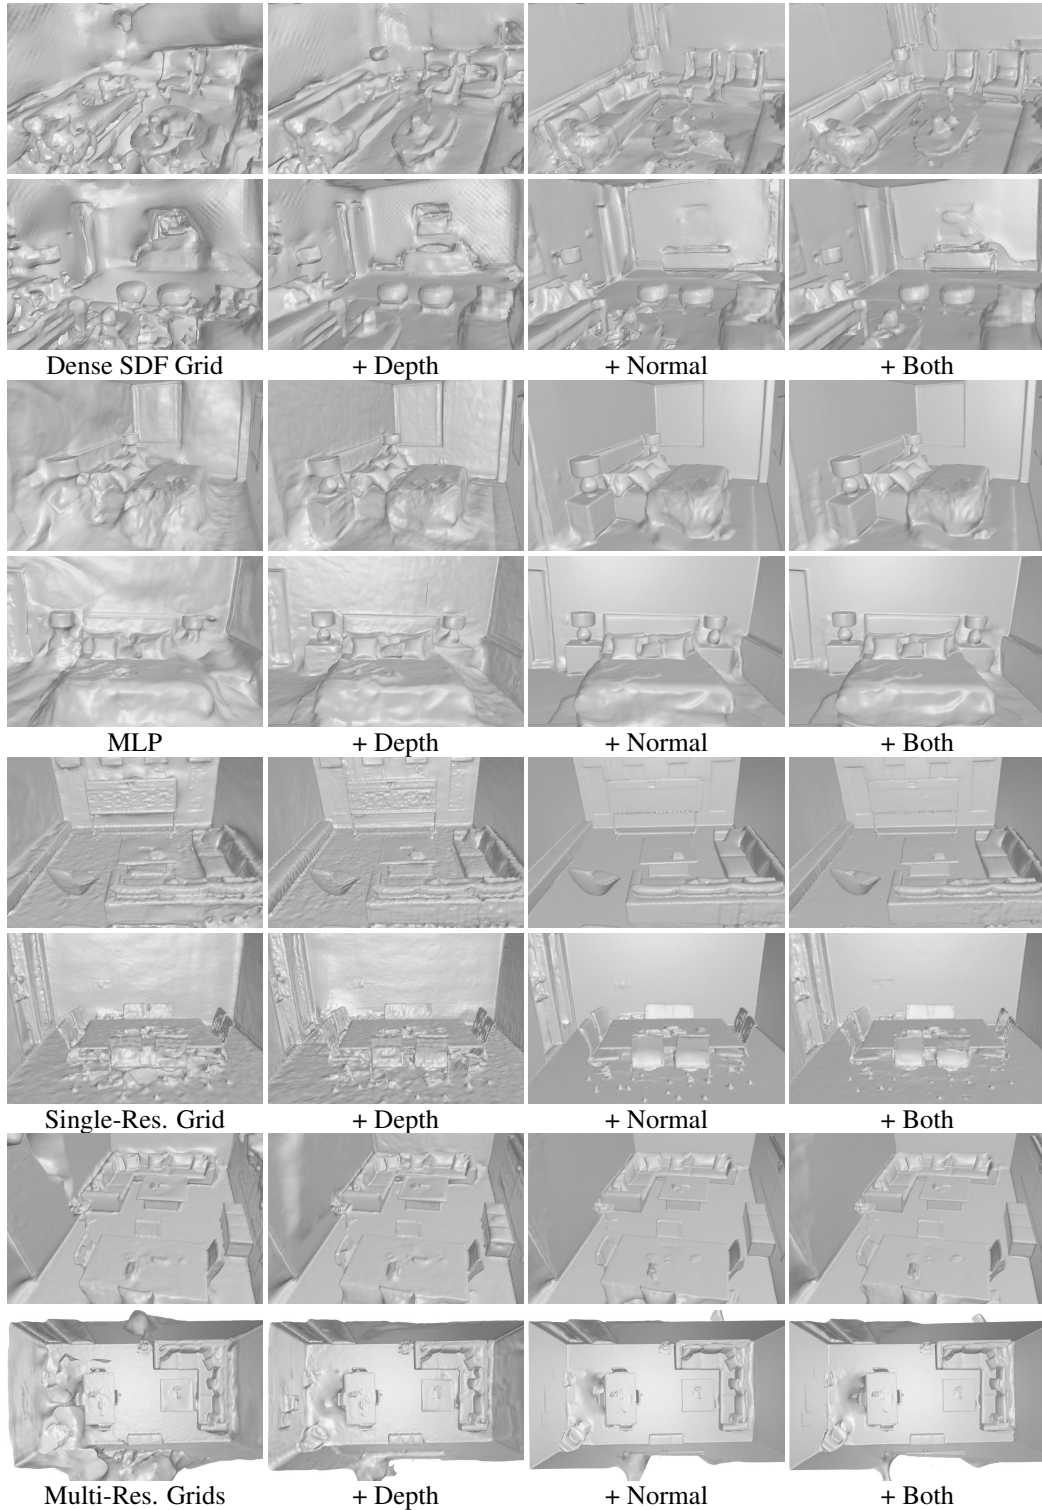 Dense SDF Grid + Depth + Normal + Both
MLP + Depth + Normal + Both
Single-Res. Grid + Depth + Normal + Both
Multi-Res. Grids + Depth + Normal + Both